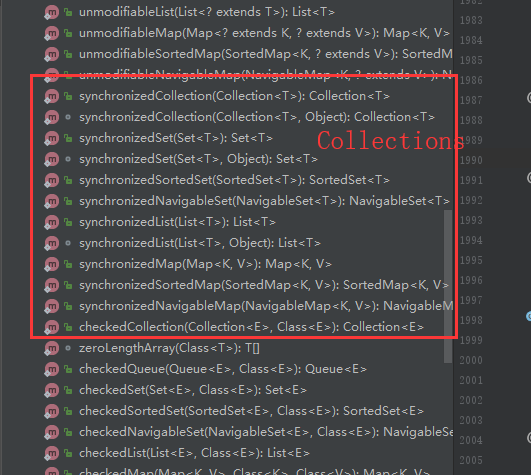 unmodifiableList(List<? extends T>): List<T>
unmodifiableMap(Map<? extends K, ? extends V>): Map<K, V>
unmodifiableSortedMap(SortedMap<K, ? extends V>): SortedM
unmodifiableNavigableMap(NavigableMap<K, ? extends V>): N
synchronizedCollection(Collection<T>): Collection<T>
synchronizedCollection(Collection<T>, Object): Collection<T>
synchronizedSet(Set<T>): Set<T>
Collections
synchronizedSet(Set<T>, Object): Set<T>
synchronizedSortedSet(SortedSet<T>): SortedSet<T>
synchronizedNavigableSet(NavigableSet<T>): NavigableSet<T>
synchronizedList(List<T>): List<T>
synchronizedList(List<T>, Object): List<T>
synchronizedMap(Map<K, V>): Map<K, V>
synchronizedSortedMap(SortedMap<K, V>): SortedMap<K, V>
synchronizedNavigableMap(NavigableMap<K, V>): NavigableM
checkedCollection(Collection<E>, Class<E>): Collection<E>
zeroLengthArray(Class<T>): T[]
checkedQueue(Queue<E>, Class<E>): Queue<E>
checkedSet(Set<E>, Class<E>): Set<E>
checkedSortedSet(SortedSet<E>, Class<E>): SortedSet<E>
checkedNavigableSet(NavigableSet<E>, Class<E>): NavigableSe
checkedList(List<E>, Class<E>): List<E>
checkedMap(Map<K, V>, Class<K>, Class<V>): Map<K, V>
1983
1984
1985
1986
1987
1988
1989
1990
1991
1992
1993
1994
1995
1996
1997
1998
1999
2000
2001
2002
2003
2004
2005